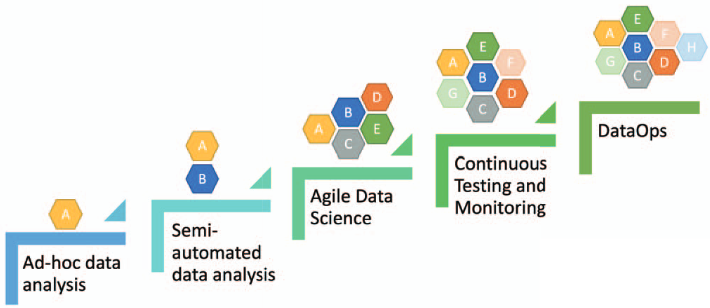 A
Ad-hoc data
analysis
A
B
Semi-
automated
data analysis
D
B
A
E
C
Agile Data
Science
E
A
F
B
G
D
C
Continuous
Testing and
Monitoring
E
A
F
B
H
G
D
C
DataOps